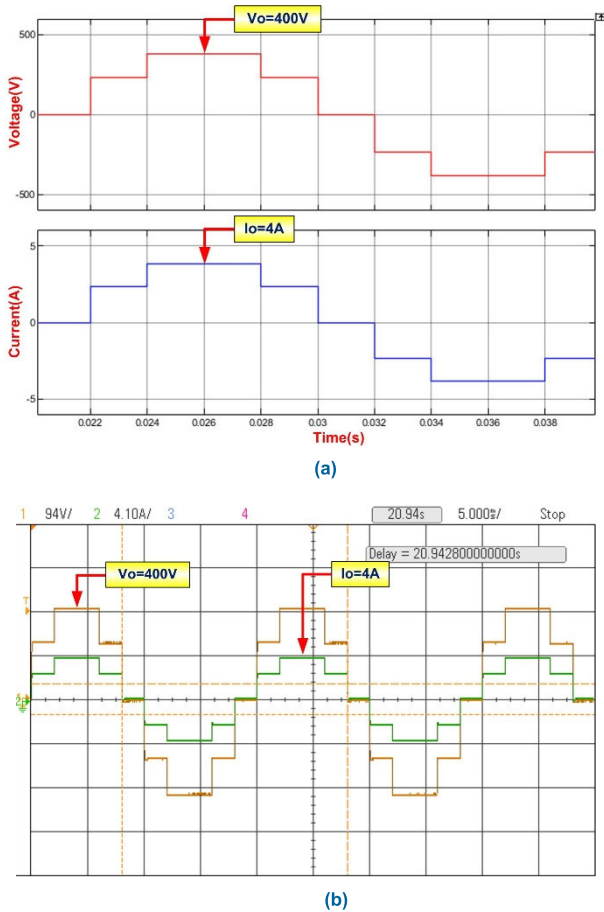 Vo=400V
500
0
-500
Voltage(V)
Io=4A
5
0
-5
Current(A)
0.022 0.024 0.026 0.028 0.03 0.032 0.034 0.036 0.038
Time(s)
(a)
1 94V/ 2 4.10A/ 3 4 20.94s 5.000㎳/ Stop
Delay = 20.942800000000s
Vo=400V
Io=4A
T
(b)